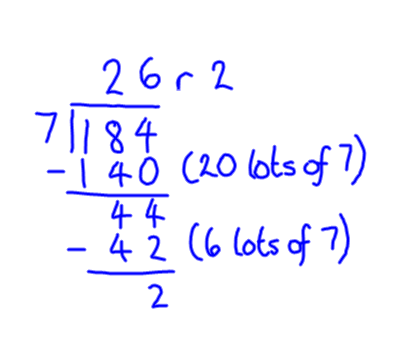 26 r 2
7 184
- 140 (20 lots of 7)
44
- 42 (6 lots of 7)
2